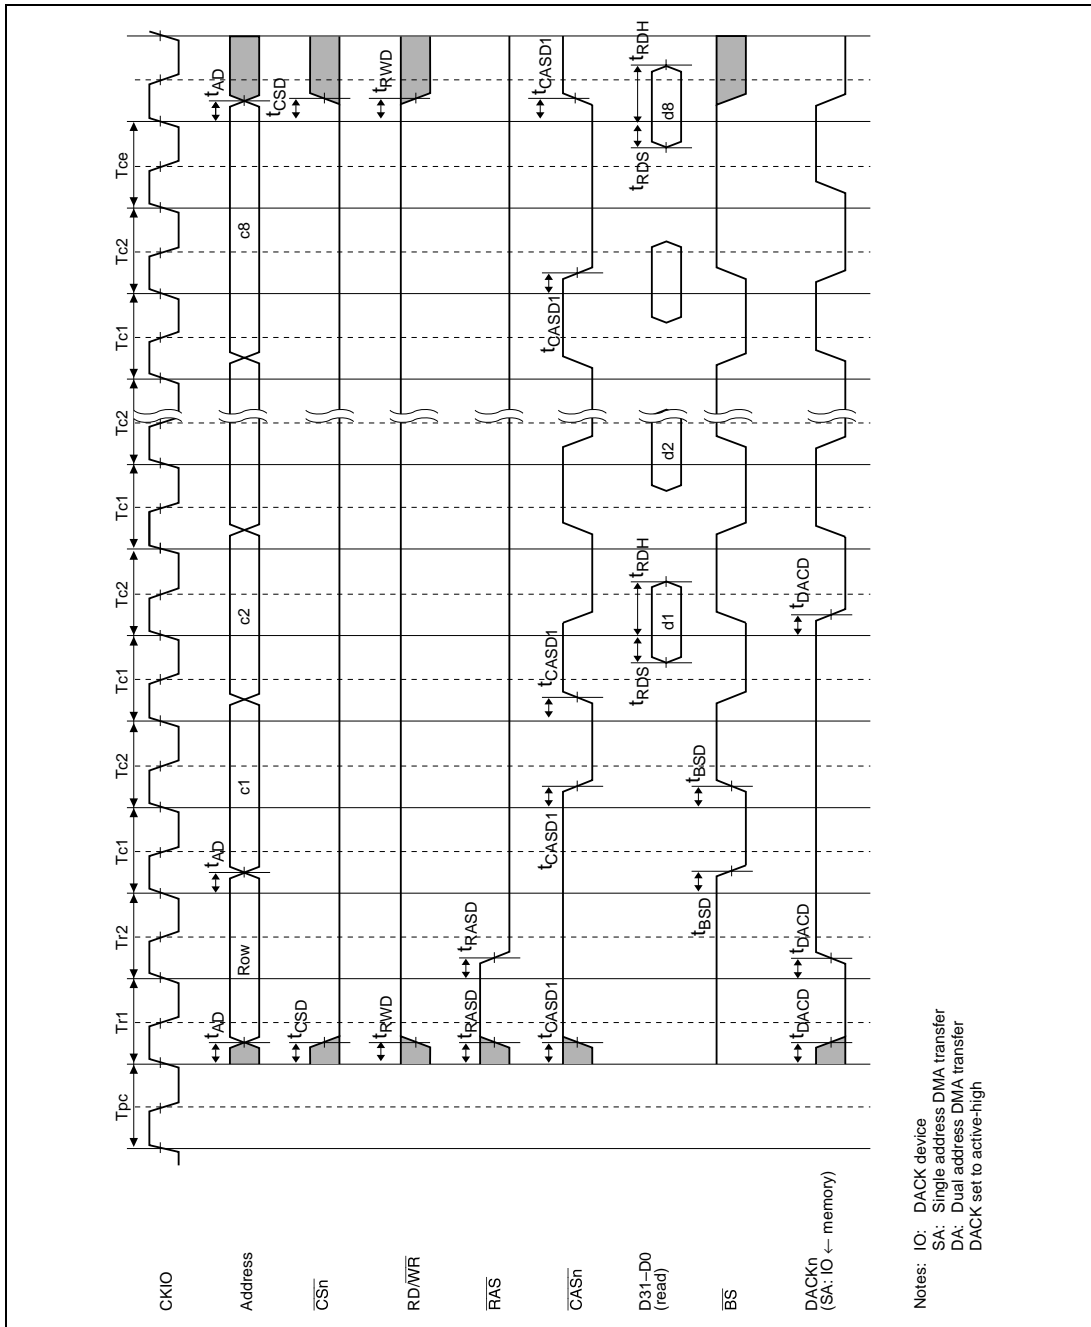 Tpc Tr1 Tr2 Tc1 Tc2 Tc1 Tc2 Tc1 Tc2 Tc1 Tc2 Tce
CKIO
Address
tAD Row tAD c1 c2 c8 tAD
CSn
tCSD tCSD
RD/WR
tRWD tRWD
RAS
tRASD tRASD
CASn
tCASD1 tCASD1 tCASD1 tCASD1 tCASD1
D31–D0
(read)
tRDS d1 tRDH d2 tRDS d8 tRDH
BS
tBSD tBSD
DACKn
(SA: IO ← memory)
tDACD tDACD tDACD
Notes: IO: DACK device
SA: Single address DMA transfer
DA: Dual address DMA transfer
DACK set to active-high